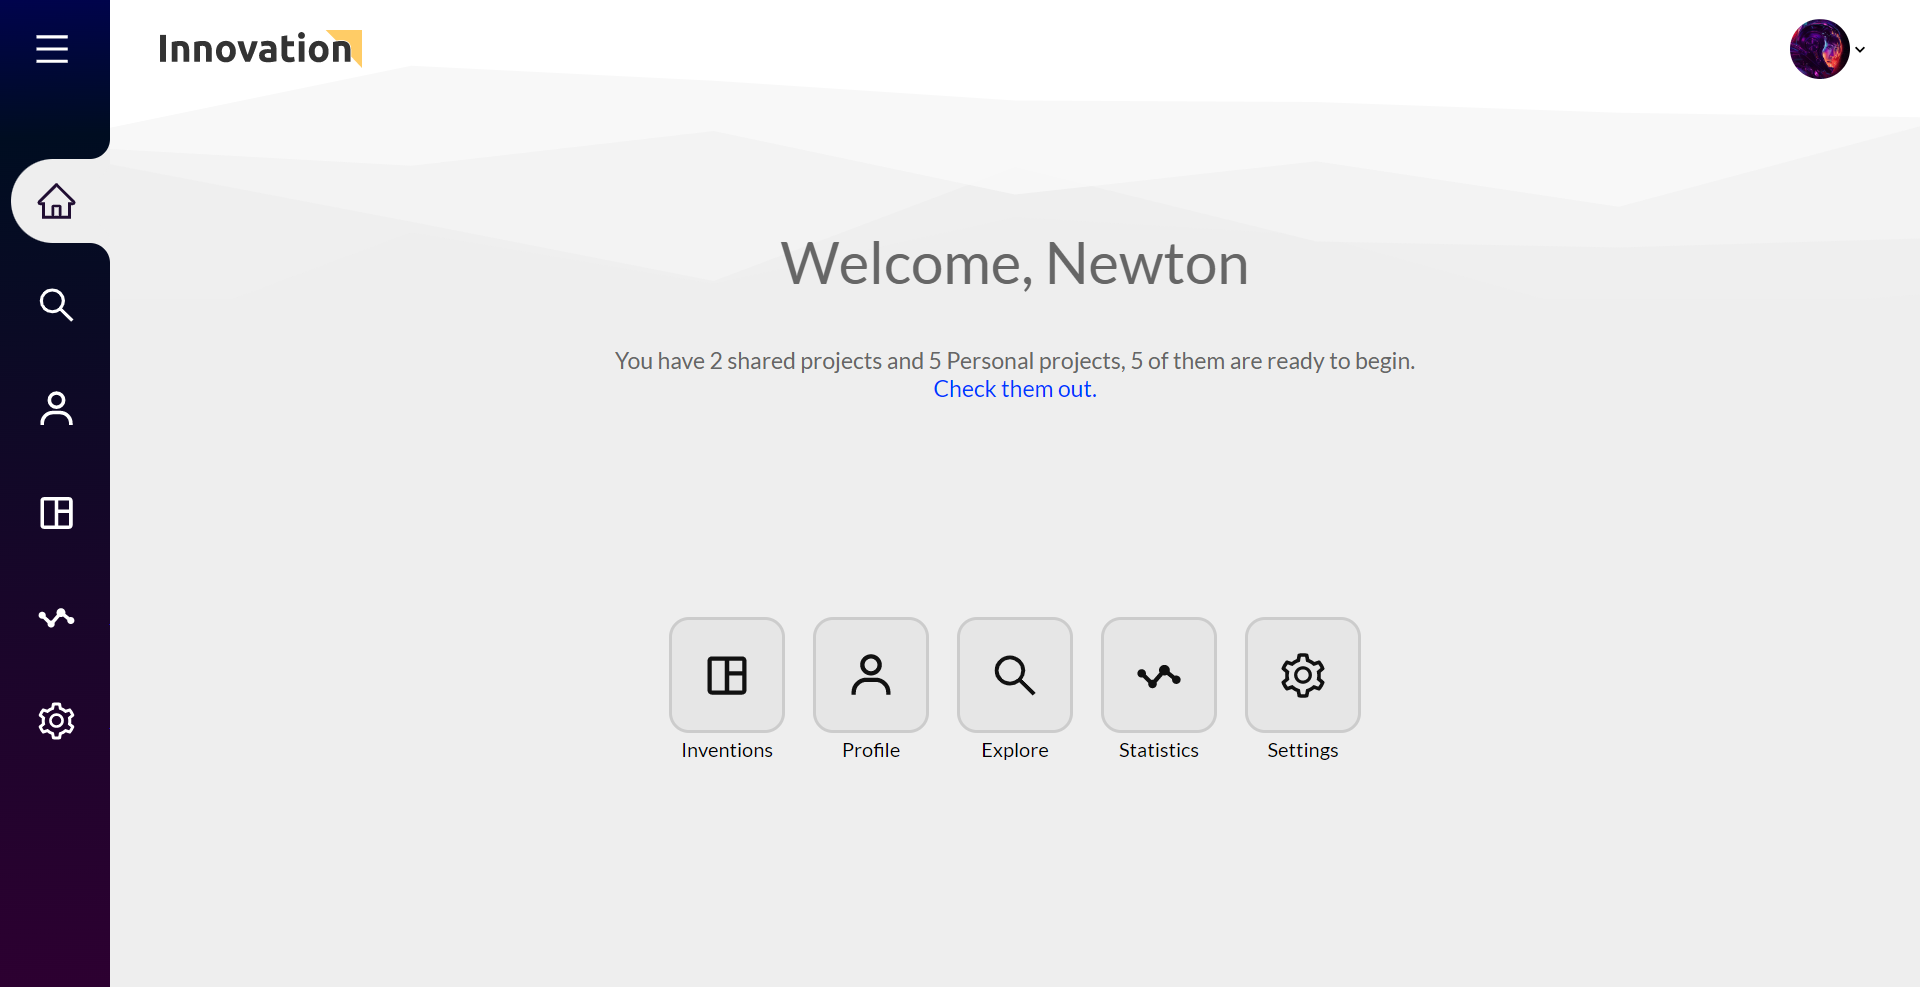 Innovation
Welcome, Newton
You have 2 shared projects and 5 Personal projects, 5 of them are ready to begin.
Check them out.
Inventions
Profile
Explore
Statistics
Settings